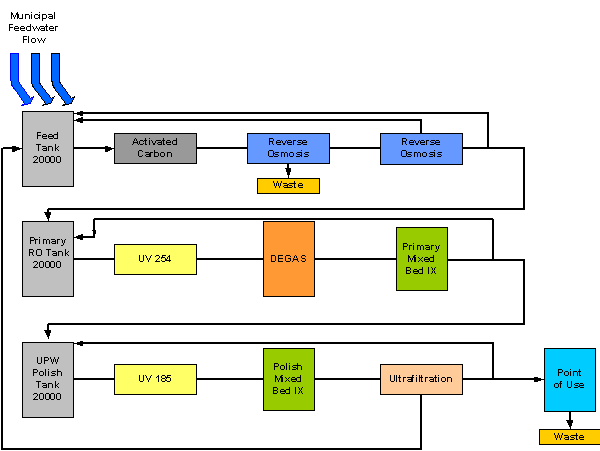 Municipal
Feedwater
Flow
Feed
Tank
20000
Activated
Carbon
Reverse
Osmosis
Reverse
Osmosis
Waste
Primary
RO Tank
20000
UV 254
DEGAS
Primary
Mixed
Bed IX
UPW
Polish
Tank
20000
UV 185
Polish
Mixed
Bed IX
Ultrafiltration
Point
of Use
Waste